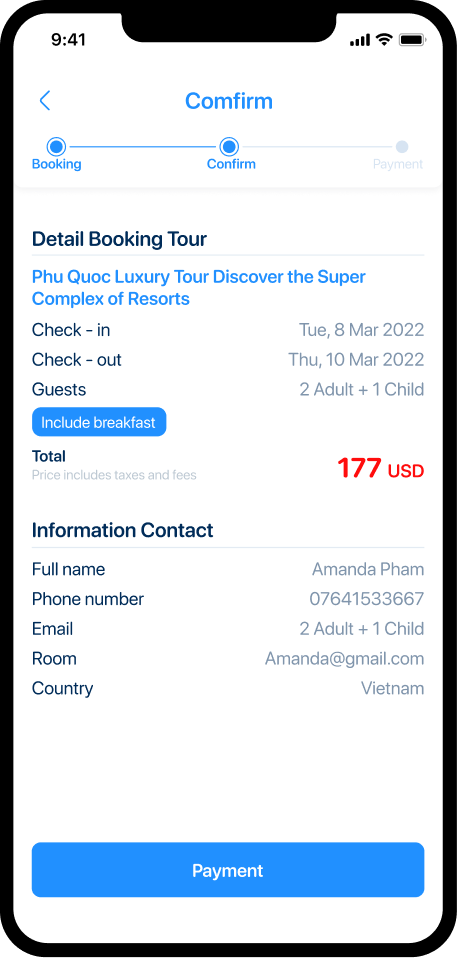 9:41
Comfirm
Booking Confirm Payment
Detail Booking Tour
Phu Quoc Luxury Tour Discover the Super
Complex of Resorts
Check - in Tue, 8 Mar 2022
Check - out Thu, 10 Mar 2022
Guests 2 Adult + 1 Child
Include breakfast
Total
Price includes taxes and fees
177 USD
Information Contact
Full name Amanda Pham
Phone number 07641533667
Email 2 Adult + 1 Child
Room Amanda@gmail.com
Country Vietnam
Payment